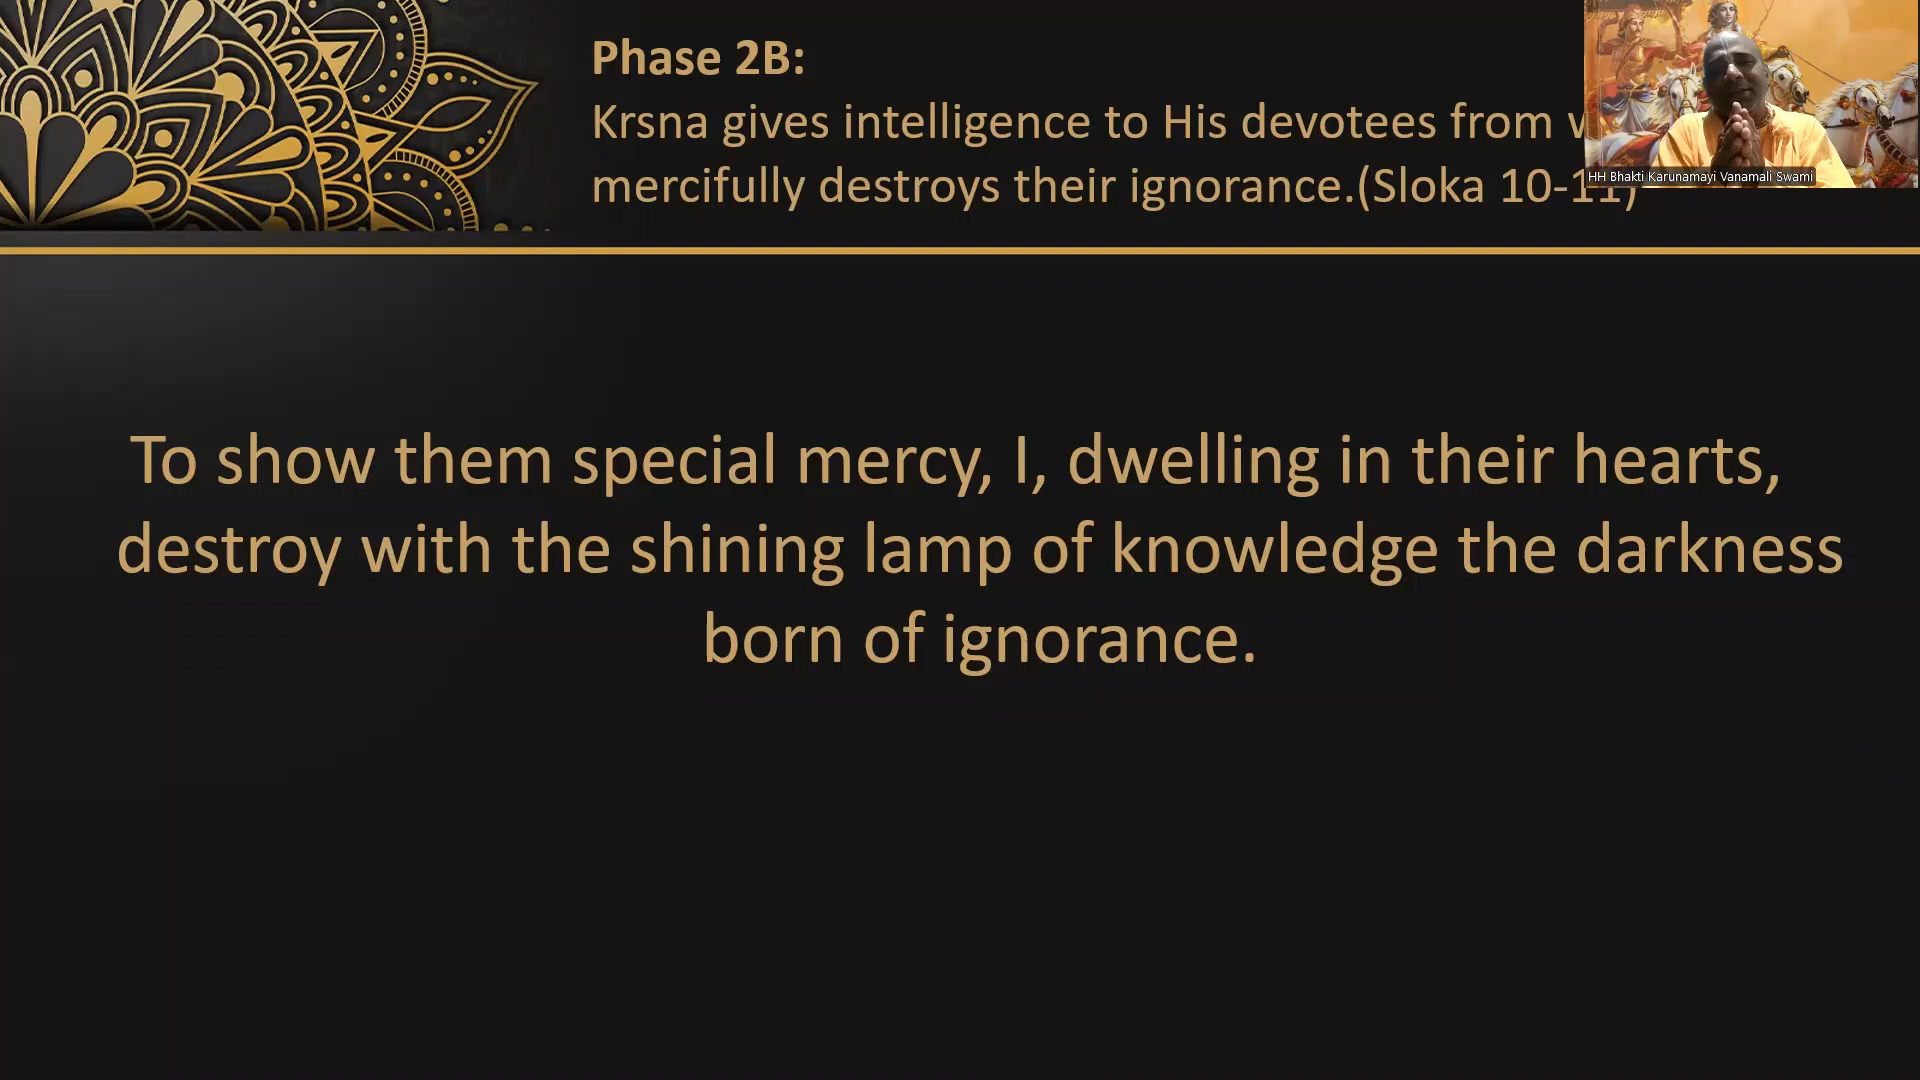 Phase 2B:
Krsna gives intelligence to His devotees from
mercifully destroys their ignorance.(Sloka 10-11)
HH Bhakti Karunamayi Vanamali Swami
To show them special mercy, I, dwelling in their hearts,
destroy with the shining lamp of knowledge the darkness
born of ignorance.